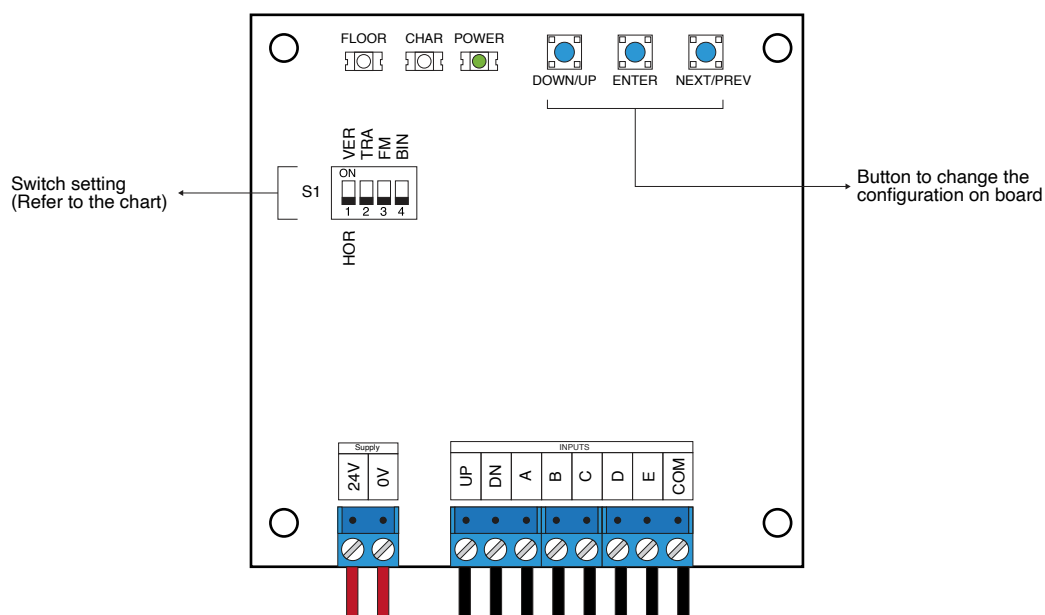 FLOOR CHAR POWER
DOWN/UP ENTER NEXT/PREV
VER
TRA
FM
BIN
ON
S1
1 2 3 4
HOR
Switch setting
(Refer to the chart)
Button to change the
configuration on board
Supply
24V 0V
INPUTS
UP DN A B C D E COM